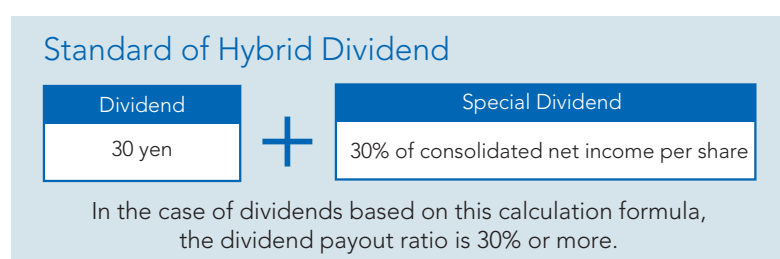 Standard of Hybrid Dividend
Dividend
Special Dividend
30 yen
+
30% of consolidated net income per share
In the case of dividends based on this calculation formula,
the dividend payout ratio is 30% or more.